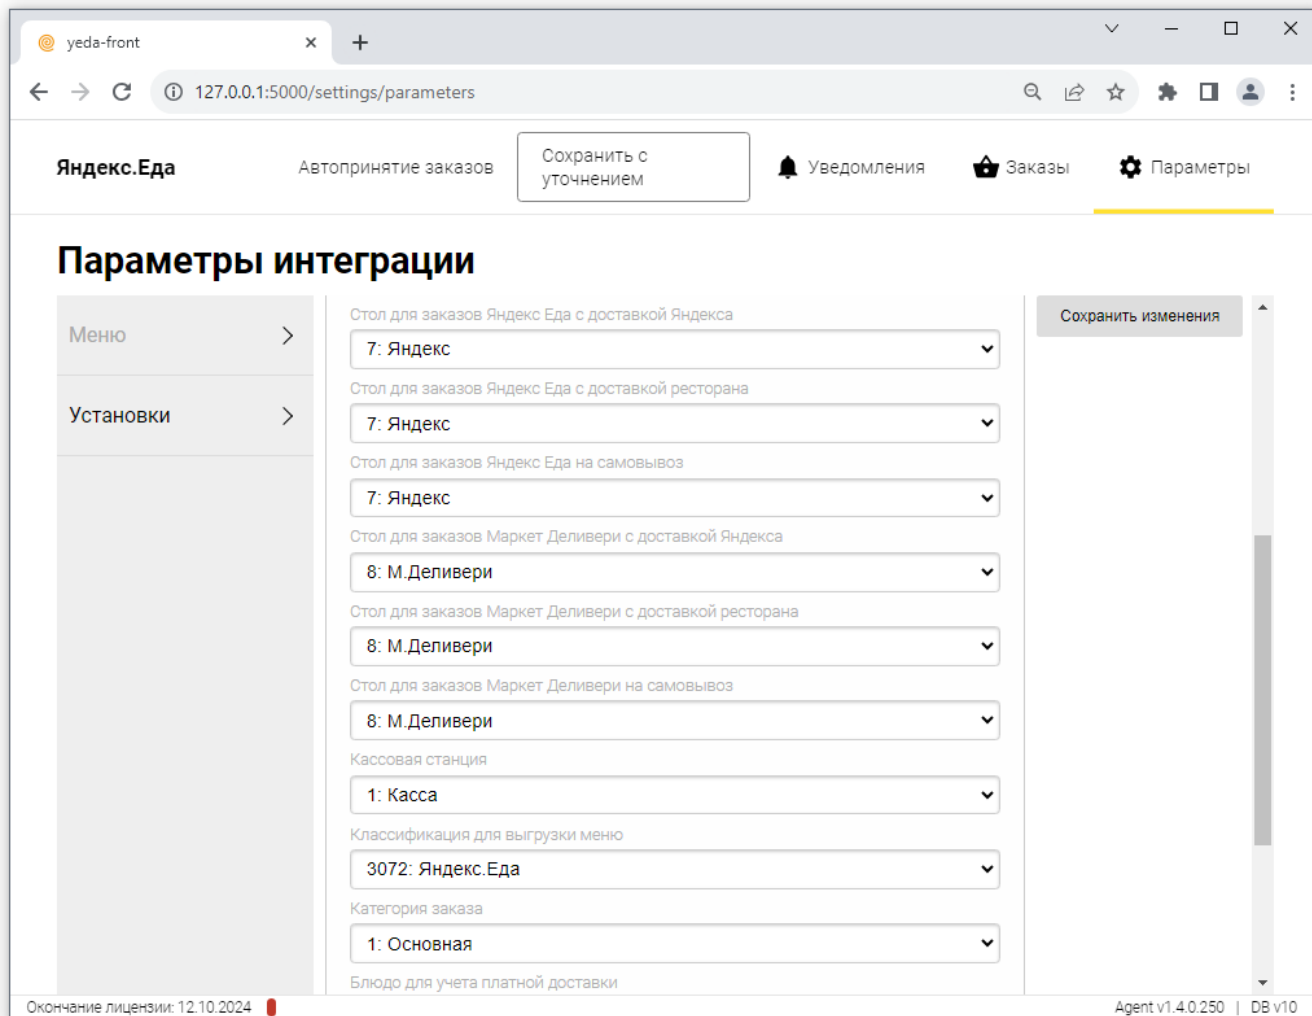 yeda-front
127.0.0.1:5000/settings/parameters
Яндекс.Еда
Автопринятие заказов
Сохранить с
уточнением
Уведомления
Заказы
Параметры
Параметры интеграции
Меню
Установки
Стол для заказов Яндекс Еда с доставкой Яндекса
7: Яндекс
Стол для заказов Яндекс Еда с доставкой ресторана
7: Яндекс
Стол для заказов Яндекс Еда на самовывоз
7: Яндекс
Стол для заказов Маркет Деливери с доставкой Яндекса
8: М.Деливери
Стол для заказов Маркет Деливери с доставкой ресторана
8: М.Деливери
Стол для заказов Маркет Деливери на самовывоз
8: М.Деливери
Кассовая станция
1: Касса
Классификация для выгрузки меню
3072: Яндекс.Еда
Категория заказа
1: Основная
Блюдо для учета платной доставки
Сохранить изменения
Окончание лицензии: 12.10.2024
Agent v1.4.0.250 | DB v10